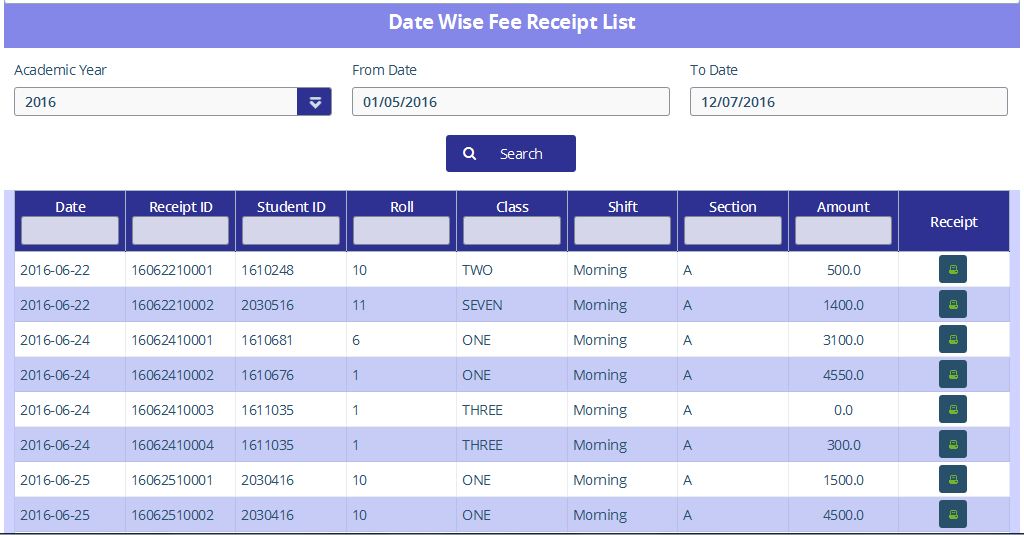 Date Wise Fee Receipt List
Academic Year From Date To Date
2016 01/05/2016 12/07/2016
Search
Date Receipt ID Student ID Roll Class Shift Section Amount Receipt
2016-06-22 16062210001 1610248 10 TWO Morning A 500.0
2016-06-22 16062210002 2030516 11 SEVEN Morning A 1400.0
2016-06-24 16062410001 1610681 6 ONE Morning A 3100.0
2016-06-24 16062410002 1610676 1 ONE Morning A 4550.0
2016-06-24 16062410003 1611035 1 THREE Morning A 0.0
2016-06-24 16062410004 1611035 1 THREE Morning A 300.0
2016-06-25 16062510001 2030416 10 ONE Morning A 1500.0
2016-06-25 16062510002 2030416 10 ONE Morning A 4500.0